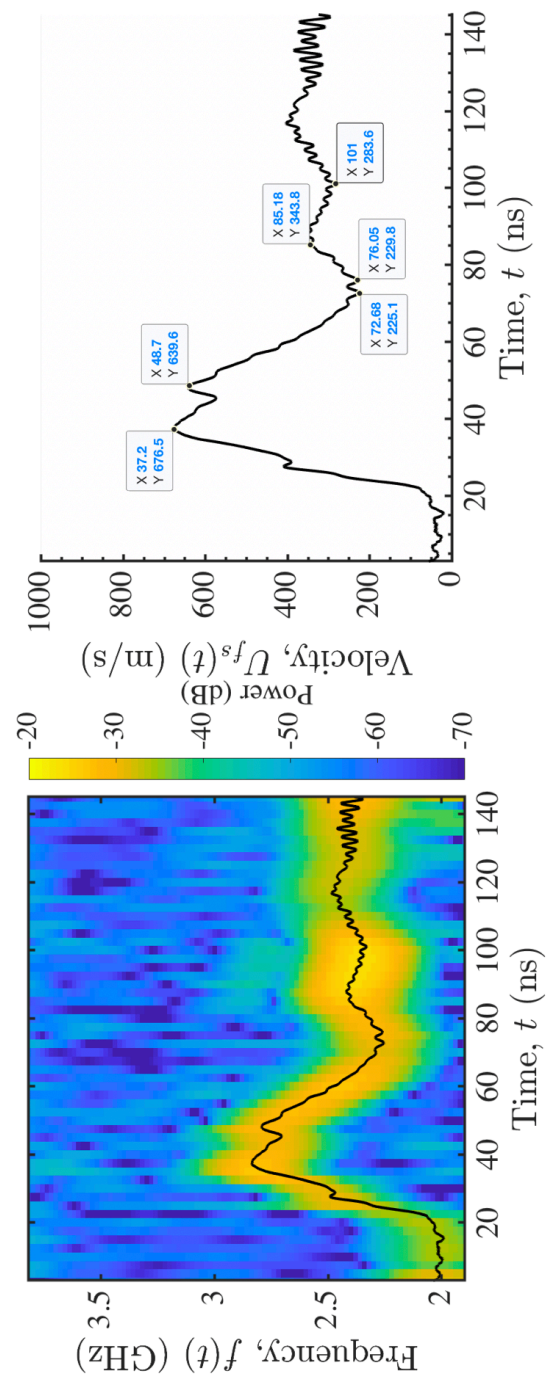 Frequency, f(t) (GHz)
3.5
3
2.5
2
20
40
60
80
100
120
140
Time, t (ns)
-20
-30
-40
-50
-60
-70
Power (dB)
Velocity, U_fs(t) (m/s)
1000
800
600
400
200
0
20
40
60
80
100
120
140
Time, t (ns)
X 37.2
Y 676.5
X 48.7
Y 639.6
X 72.68
Y 225.1
X 76.05
Y 229.8
X 85.18
Y 343.8
X 101
Y 283.6